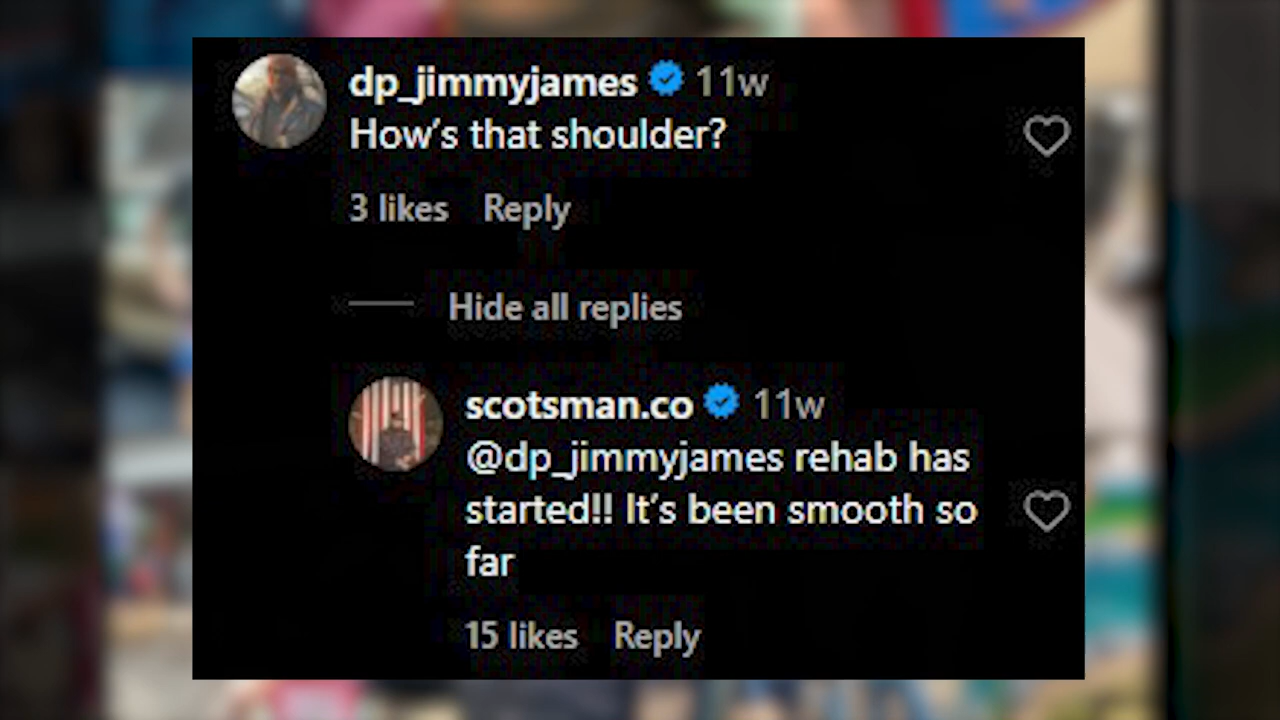 dp_jimmyjames 11w
How's that shoulder?
3 likes Reply
Hide all replies
scotsman.co 11w
@dp_jimmyjames rehab has
started!! It's been smooth so
far
15 likes Reply